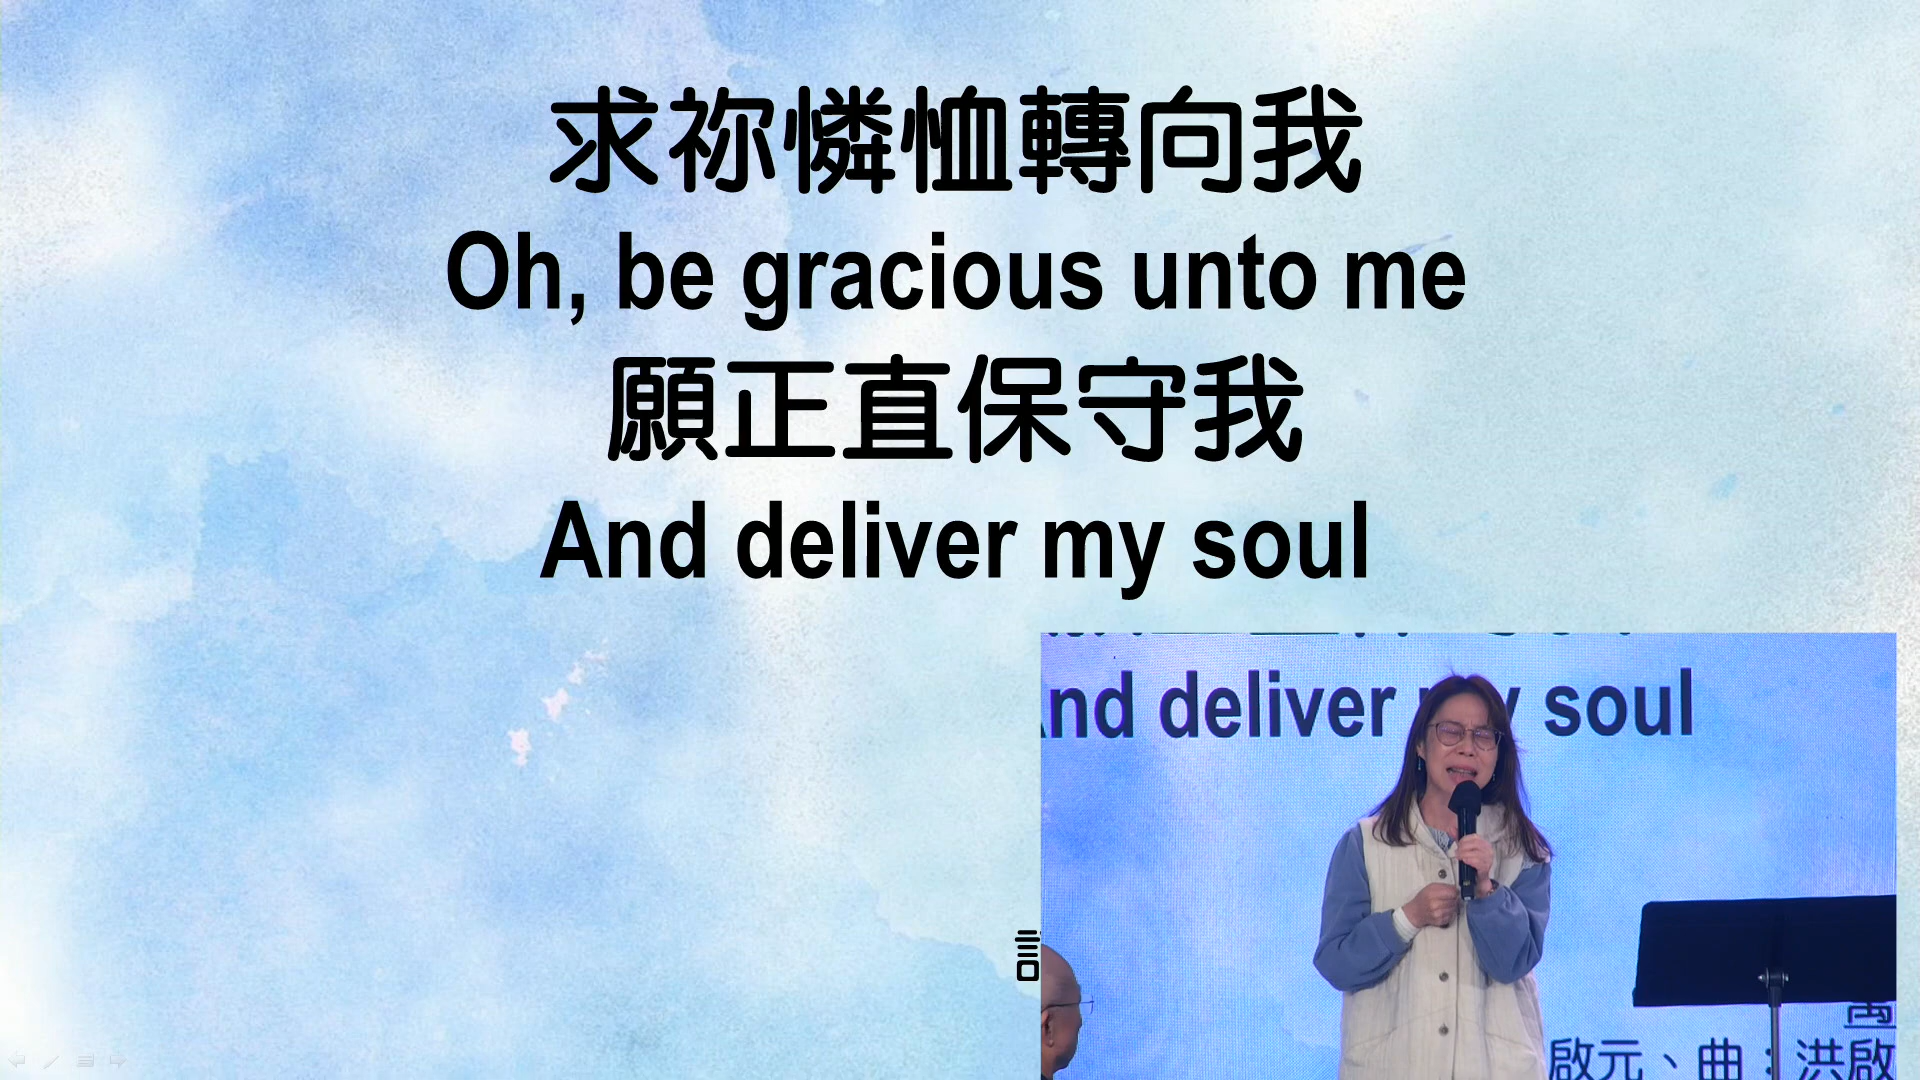 求祢憐恤轉向我
Oh, be gracious unto me
願正直保守我
And deliver my soul
nd deliver my soul
啟元、曲：洪啟